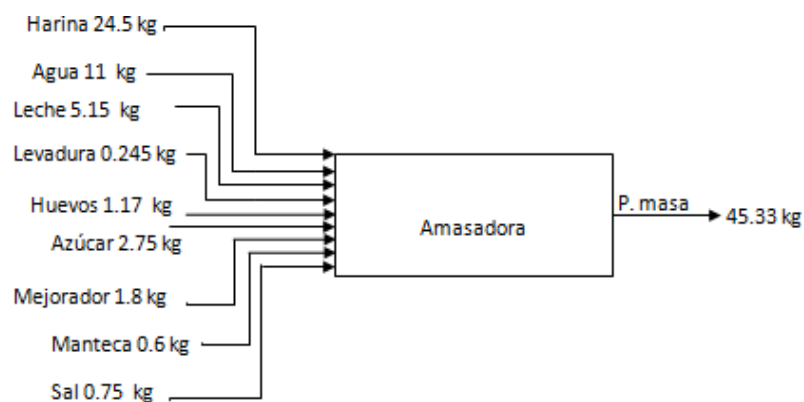 Harina 24.5 kg
Agua 11 kg
Leche 5.15 kg
Levadura 0.245 kg
Huevos 1.17 kg
Azúcar 2.75 kg
Mejorador 1.8 kg
Manteca 0.6 kg
Sal 0.75 kg
Amasadora
P. masa
45.33 kg